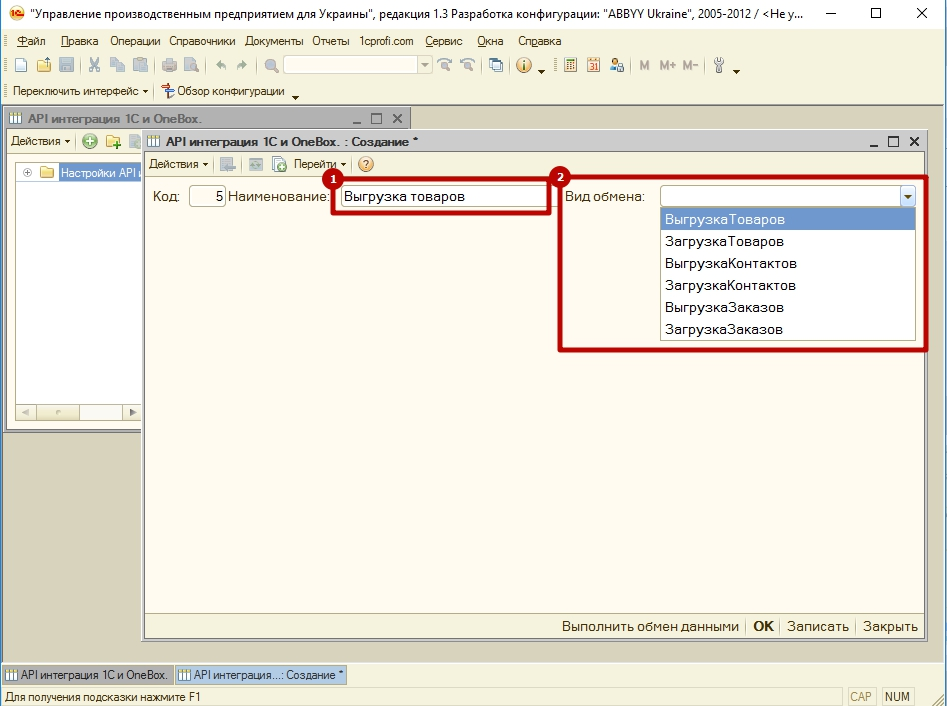 "Управление производственным предприятием для Украины", редакция 1.3 Разработка конфигурации: "ABBYY Ukraine", 2005-2012 / <Не у...
Файл Правка Операции Справочники Документы Отчеты 1cprofi.com Сервис Окна Справка
31 M M+ M-
Переключить интерфейс Обзор конфигурации
API интеграция 1С и OneBox.
Действия
API интеграция 1С и OneBox. : Создание *
Настройки API
Действия Перейти ?
1 2
Код: 5 Наименование: Выгрузка товаров Вид обмена:
ВыгрузкаТоваров
ЗагрузкаТоваров
ВыгрузкаКонтактов
ЗагрузкаКонтактов
ВыгрузкаЗаказов
ЗагрузкаЗаказов
Выполнить обмен данными OK Записать Закрыть
API интеграция 1С и OneBox. API интеграция...: Создание *
Для получения подсказки нажмите F1 CAP NUM